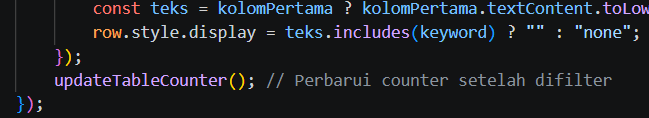 const teks = kolomPertama ? kolomPertama.textContent.toLow
row.style.display = teks.includes(keyword) ? "" : "none";
});
updateTableCounter(); // Perbarui counter setelah difilter
});